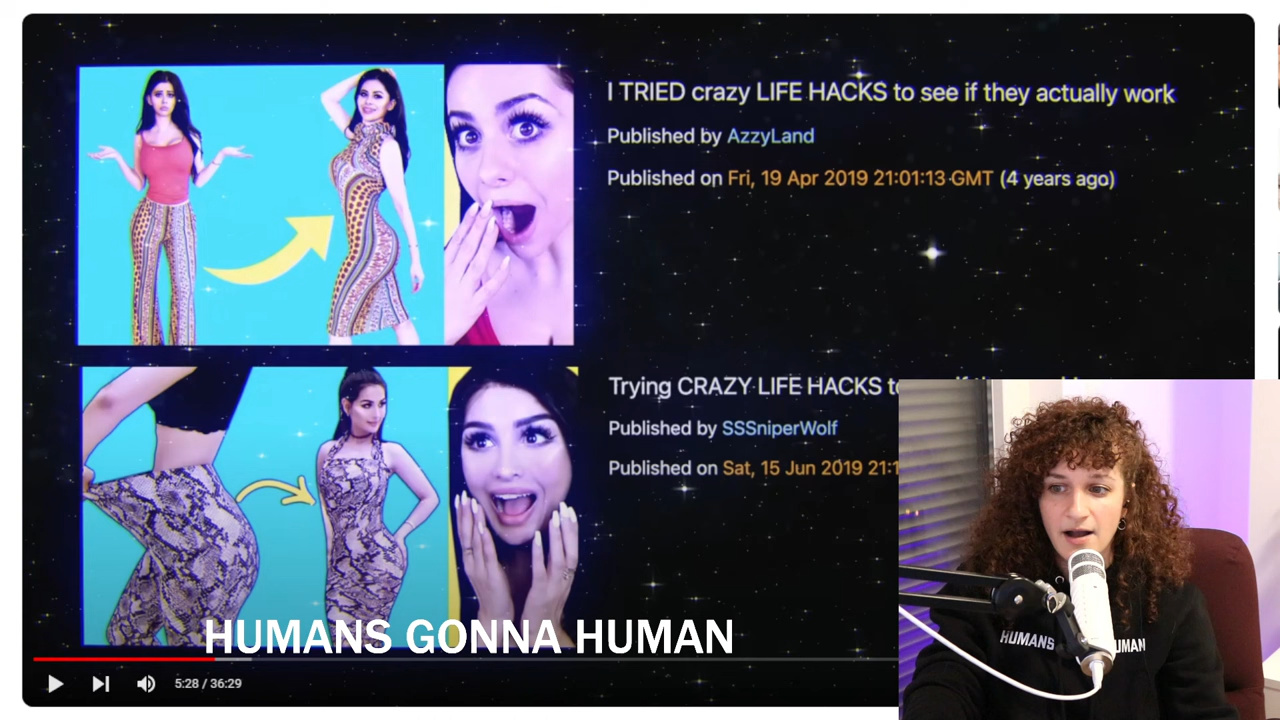 I TRIED crazy LIFE HACKS to see if they actually work
Published by AzzyLand
Published on Fri, 19 Apr 2019 21:01:13 GMT (4 years ago)
Trying CRAZY LIFE HACKS
Published by SSSniperWolf
Published on Sat, 15 Jun 2019
HUMANS GONNA HUMAN
5:28 / 36:29
HUMANS